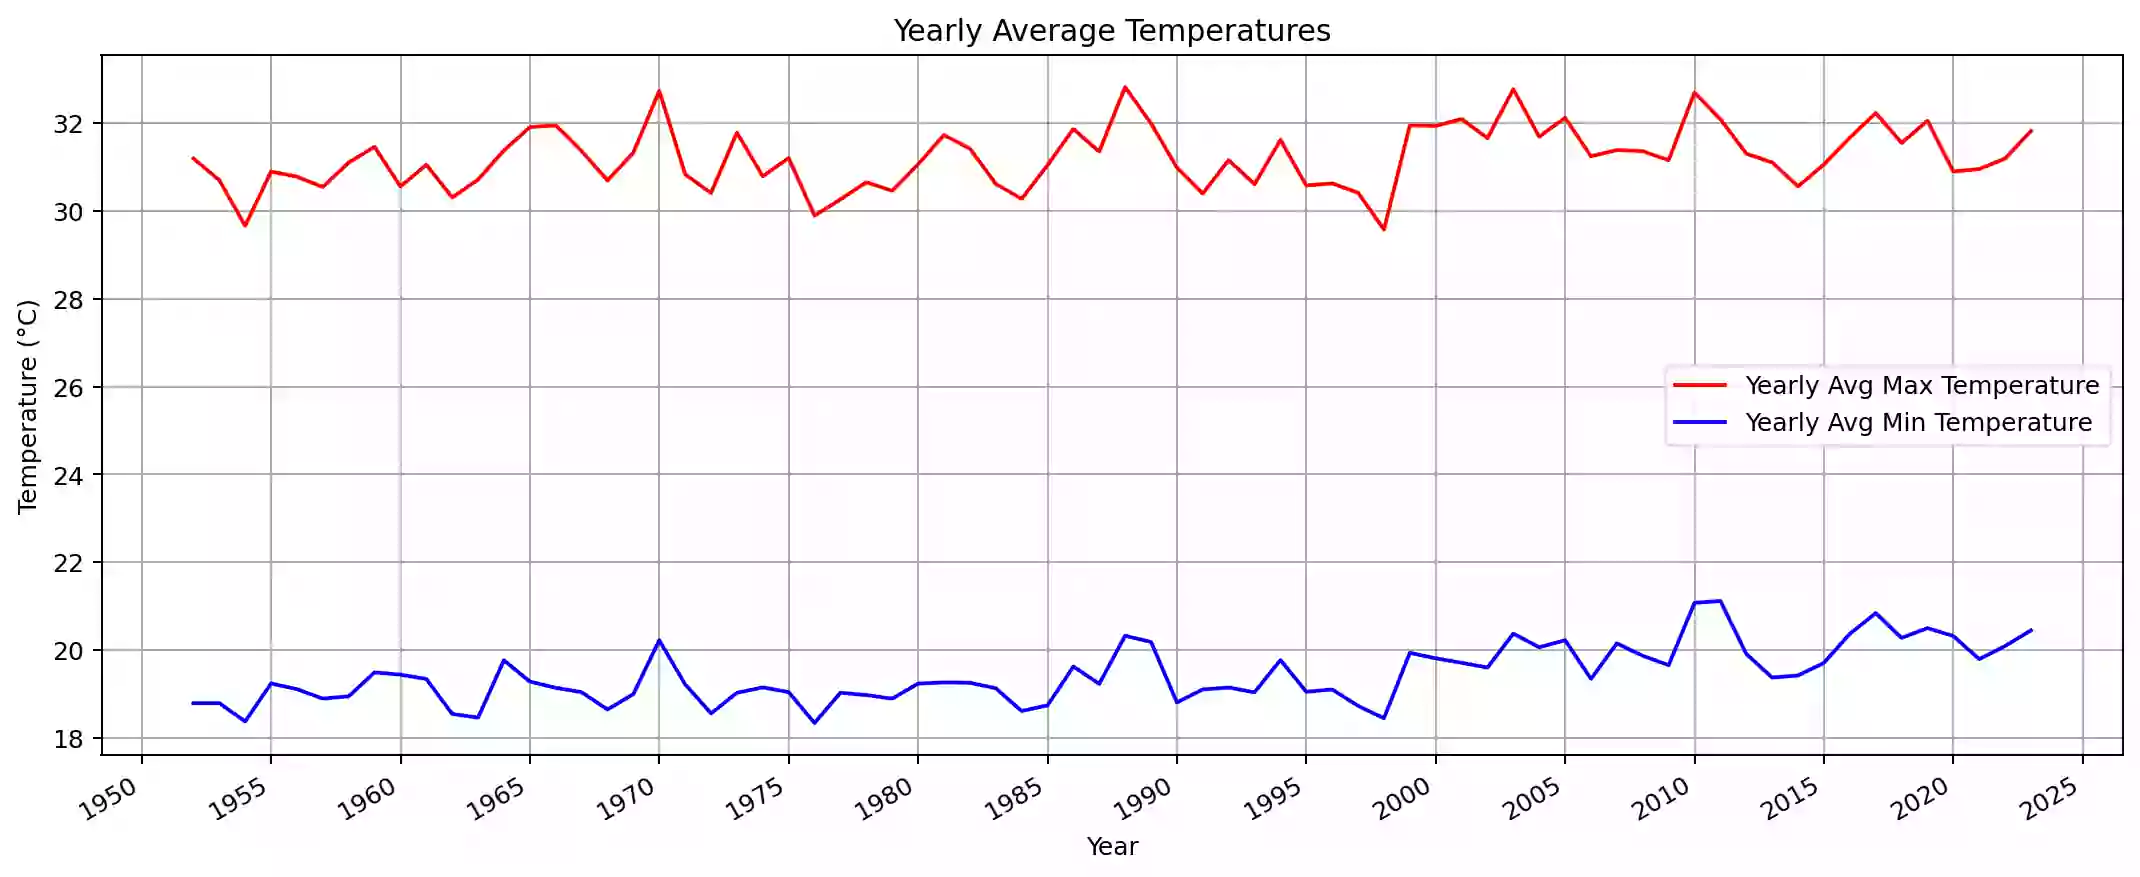 Yearly Average Temperatures
Temperature (°C)
32
30
28
26
24
22
20
18
Yearly Avg Max Temperature
Yearly Avg Min Temperature
1950 1955 1960 1965 1970 1975 1980 1985 1990 1995 2000 2005 2010 2015 2020 2025
Year